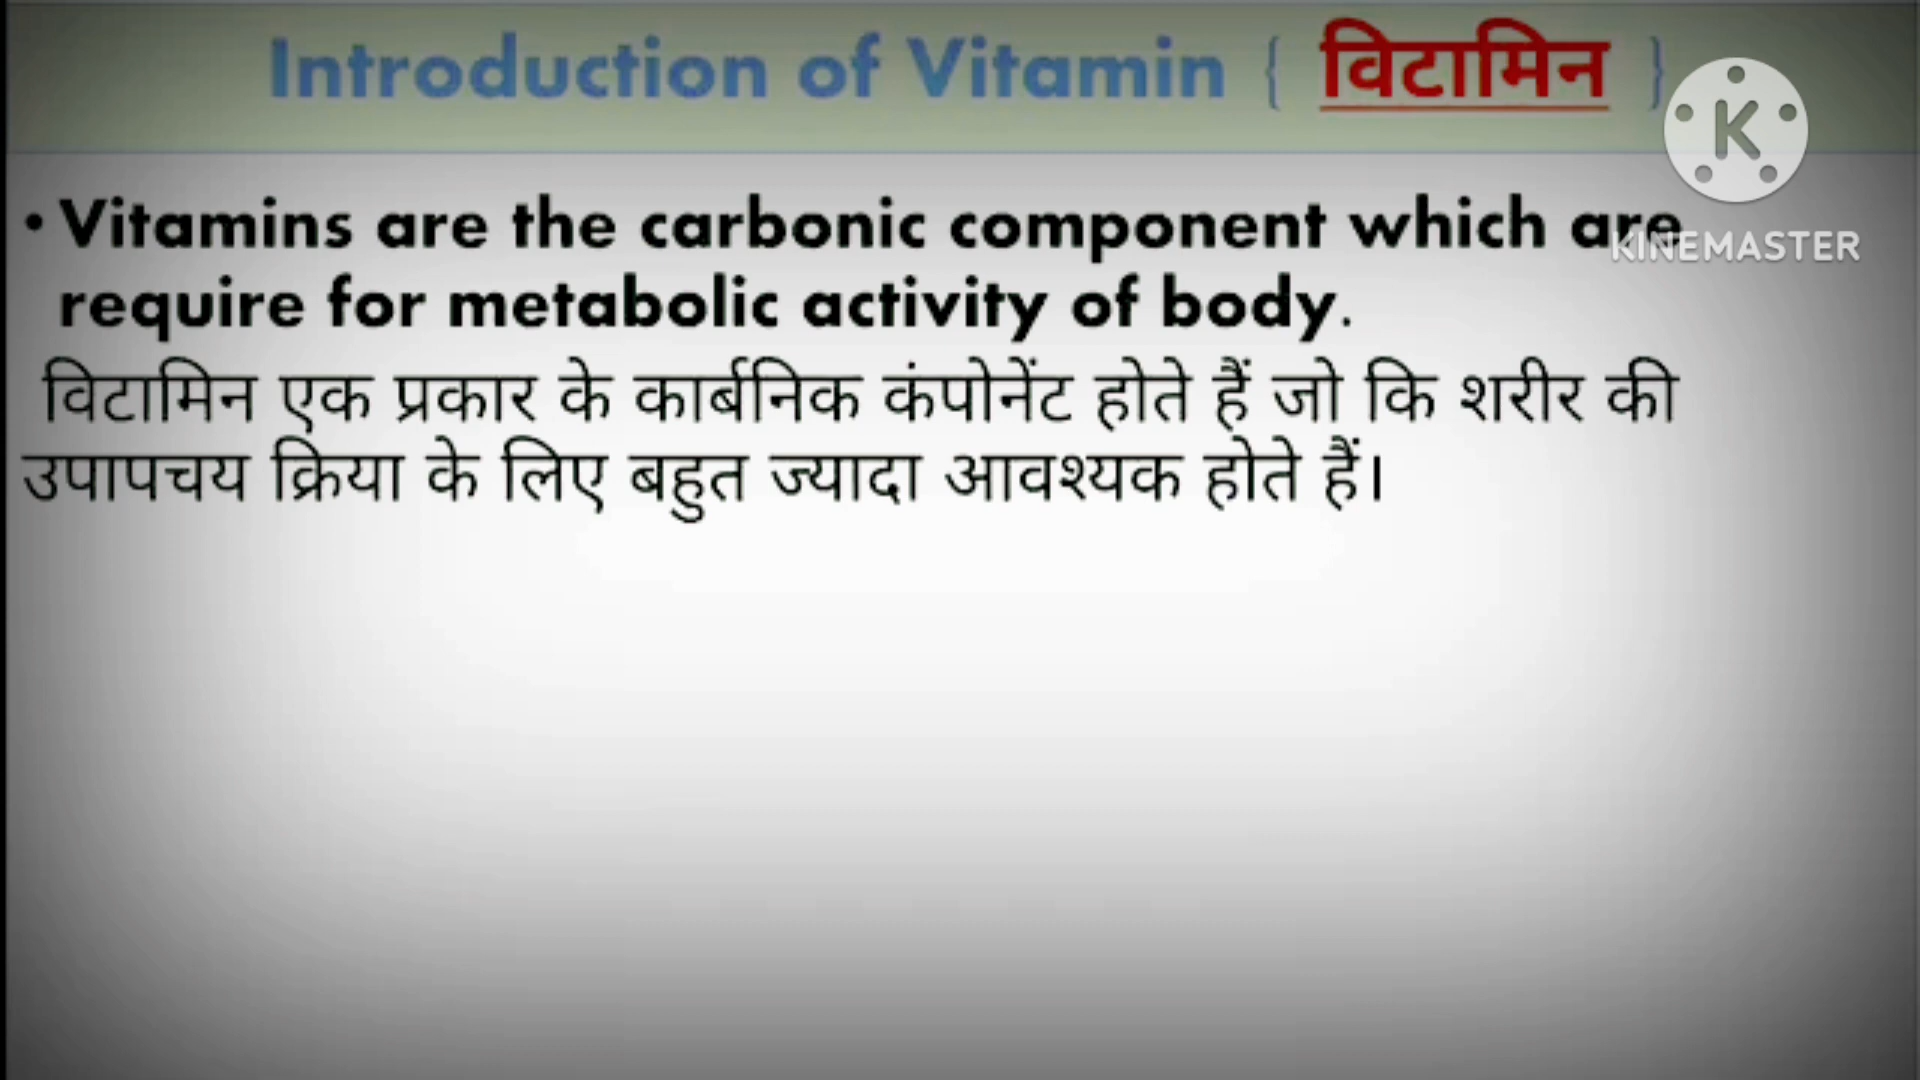 Introduction of Vitamin { विटामिन }
K
KINEMASTER
• Vitamins are the carbonic component which are
require for metabolic activity of body.
विटामिन एक प्रकार के कार्बनिक कंपोनेंट होते हैं जो कि शरीर की
उपापचय क्रिया के लिए बहुत ज्यादा आवश्यक होते हैं।